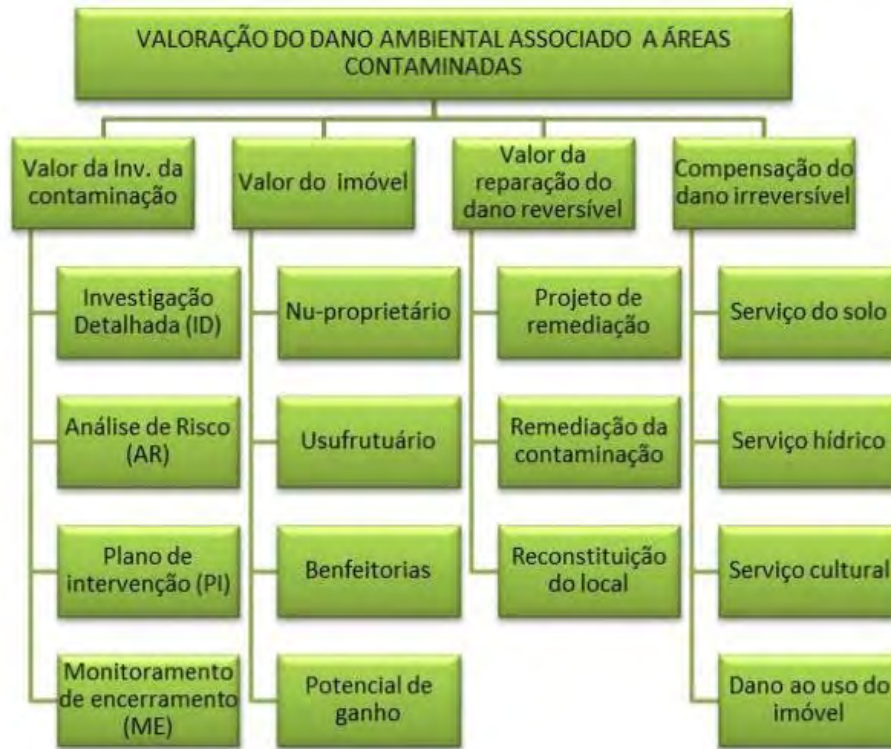 VALORAÇÃO DO DANO AMBIENTAL ASSOCIADO A ÁREAS
CONTAMINADAS
Valor da Inv. da
contaminação
Investigação
Detalhada (ID)
Análise de Risco
(AR)
Plano de
intervenção (PI)
Monitoramento
de encerramento
(ME)
Valor do imóvel
Nu-proprietário
Usufrutuário
Benfeitorias
Potencial de
ganho
Valor da
reparação do
dano reversível
Projeto de
remediação
Remediação da
contaminação
Reconstituição
do local
Compensação do
dano irreversível
Serviço do solo
Serviço hídrico
Serviço cultural
Dano ao uso do
imóvel